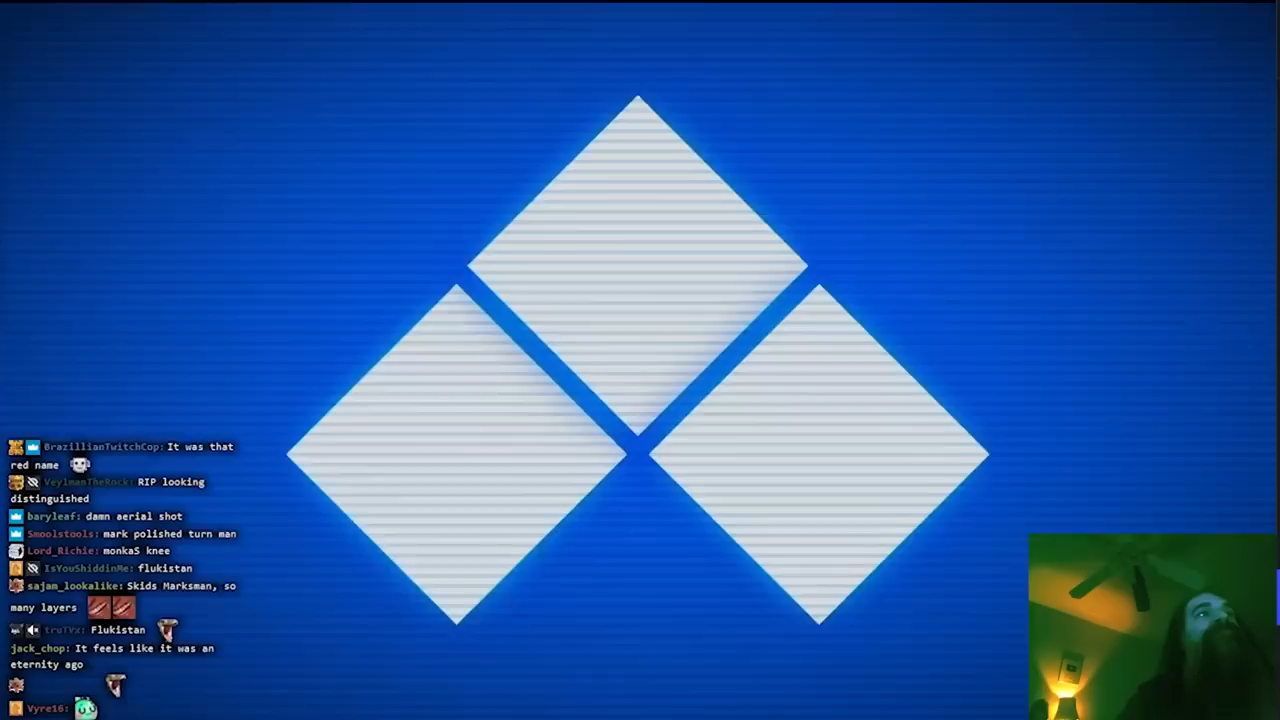 BrazillianTwitchCop: It was that
red name
VeylmanTheRock: RIP looking
distinguished
baryleaf: damn aerial shot
Smoolstools: mark polished turn man
Lord_Richie: monkaS knee
IsYouShiddinMe: flukistan
sajam_lookalike: Skids Marksman, so
many layers
truTVx: Flukistan
jack_chop: It feels like it was an
eternity ago
Vyre16: